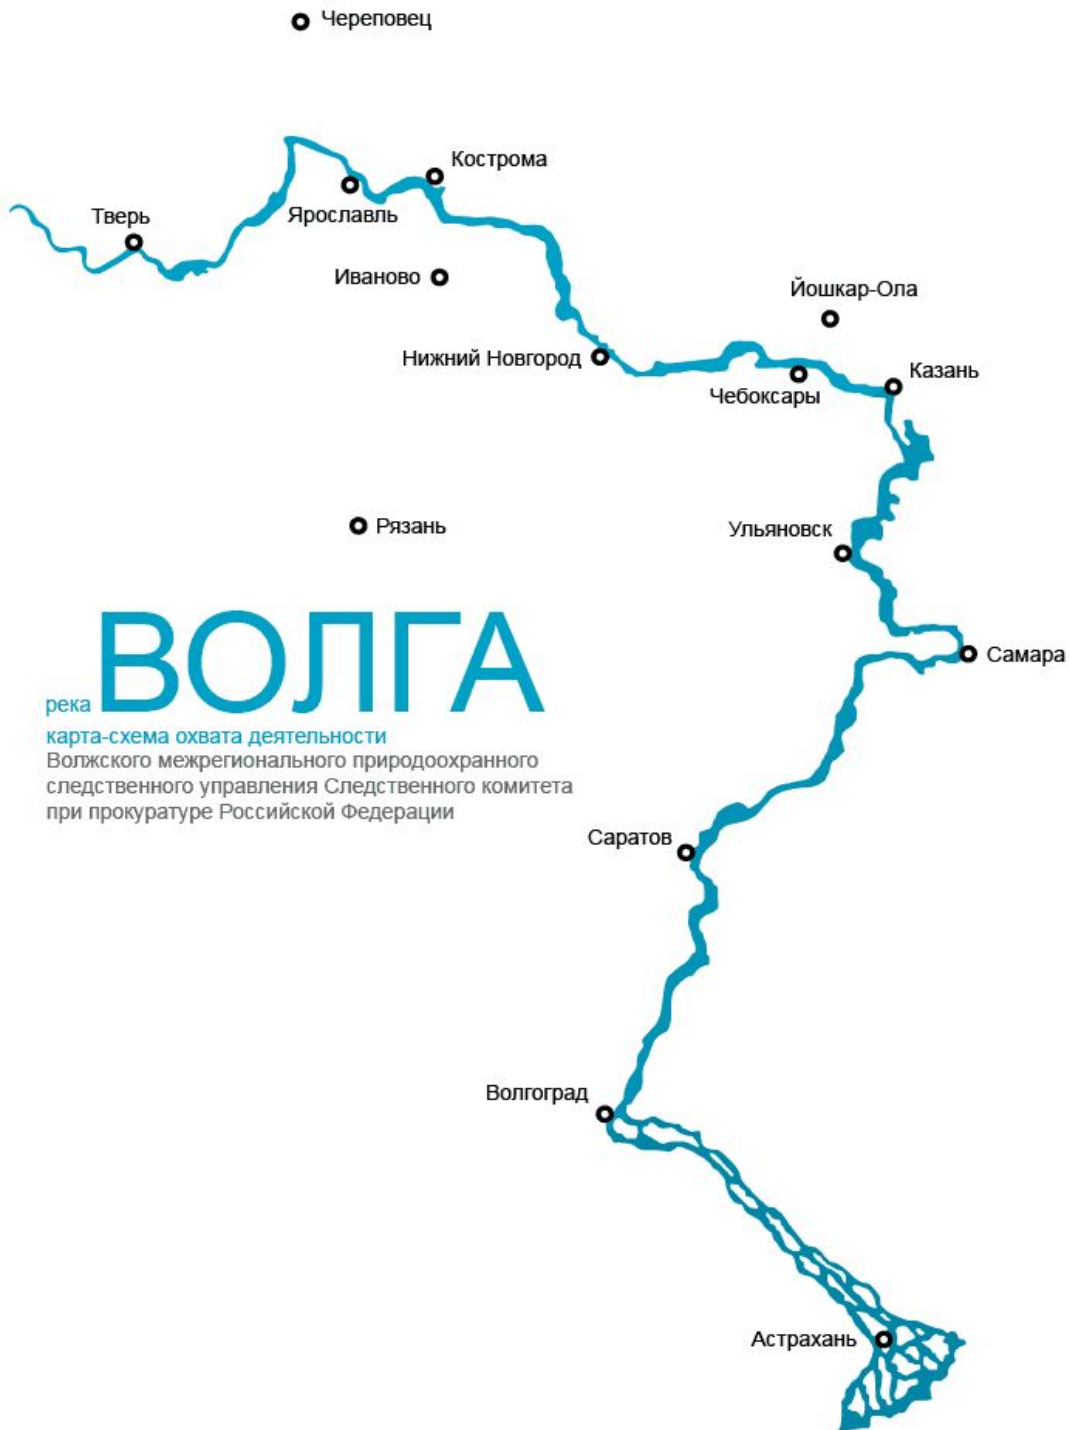 Череповец
Кострома
Тверь
Ярославль
Иваново
Йошкар-Ола
Нижний Новгород
Казань
Чебоксары
Рязань
Ульяновск
Самара
река ВОЛГА
карта-схема охвата деятельности
Волжского межрегионального природоохранного
следственного управления Следственного комитета
при прокуратуре Российской Федерации
Саратов
Волгоград
Астрахань